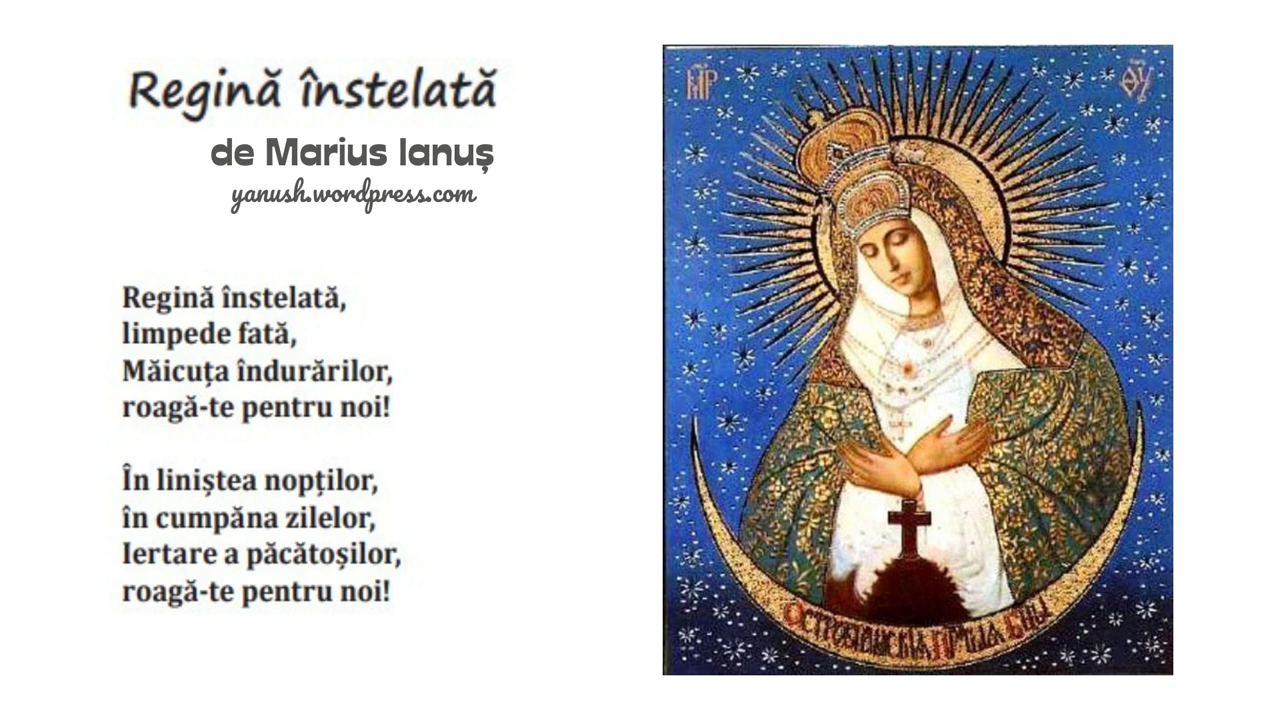 Regină înstelată
de Marius Ianuș
yanush.wordpress.com
Regină înstelată,
limpede fată,
Măicuța îndurărilor,
roagă-te pentru noi!
În liniștea nopților,
în cumpăna zilelor,
Iertare a păcătoșilor,
roagă-te pentru noi!
М҃Р
Ѳ҃У